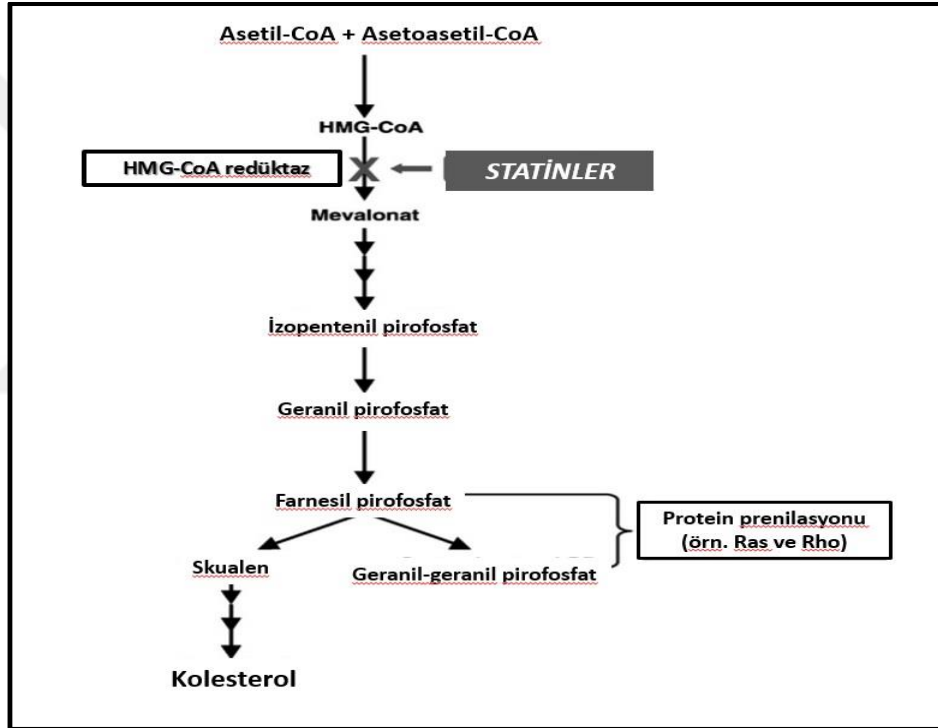 Asetil-CoA + Asetoasetil-CoA
HMG-CoA
HMG-CoA redüktaz
STATİNLER
Mevalonat
İzopentenil pirofosfat
Geranil pirofosfat
Farnesil pirofosfat
Protein prenilasyonu
(örn. Ras ve Rho)
Skualen
Geranil-geranil pirofosfat
Kolesterol